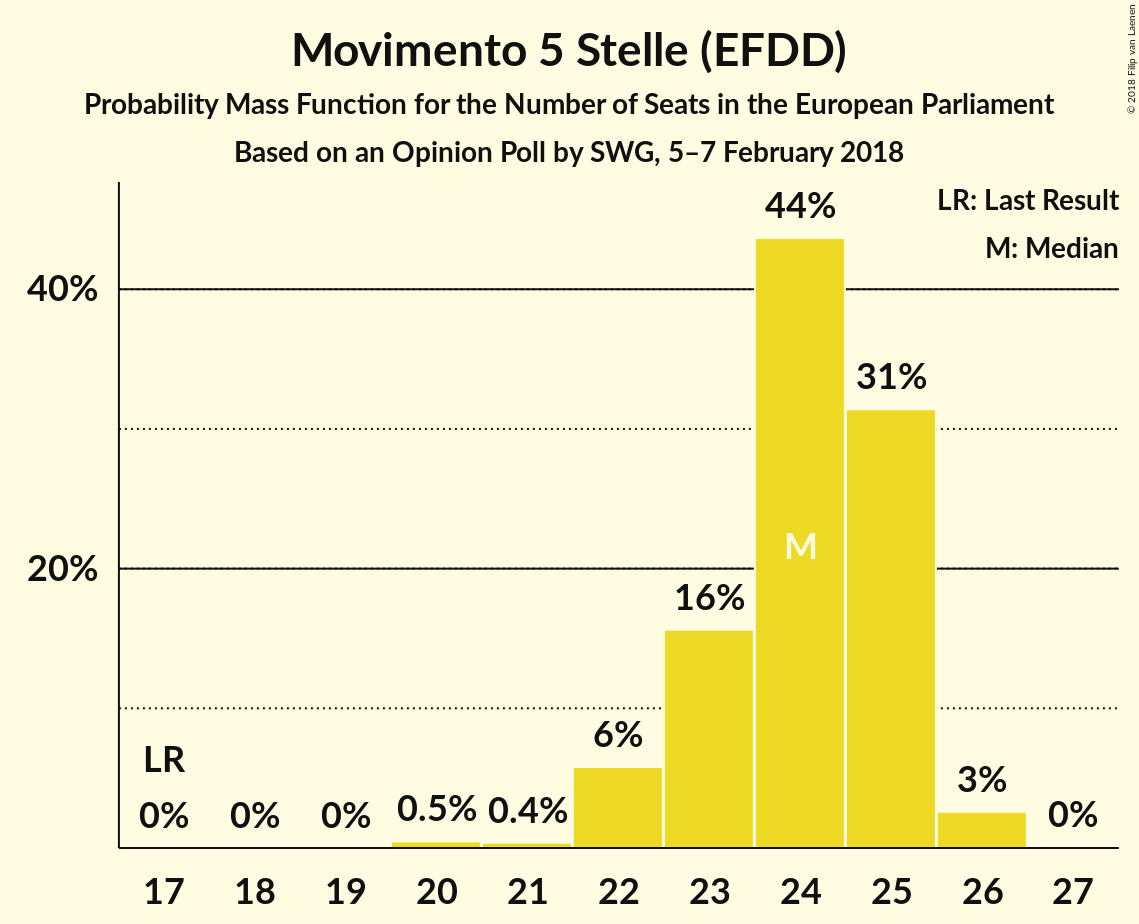 Movimento 5 Stelle (EFDD)
Probability Mass Function for the Number of Seats in the European Parliament
Based on an Opinion Poll by SWG, 5–7 February 2018
© 2018 Filip van Laenen
LR: Last Result
M: Median
44%
40%
31%
M
20%
16%
6%
LR
3%
0% 0% 0% 0.5% 0.4% 0%
17 18 19 20 21 22 23 24 25 26 27